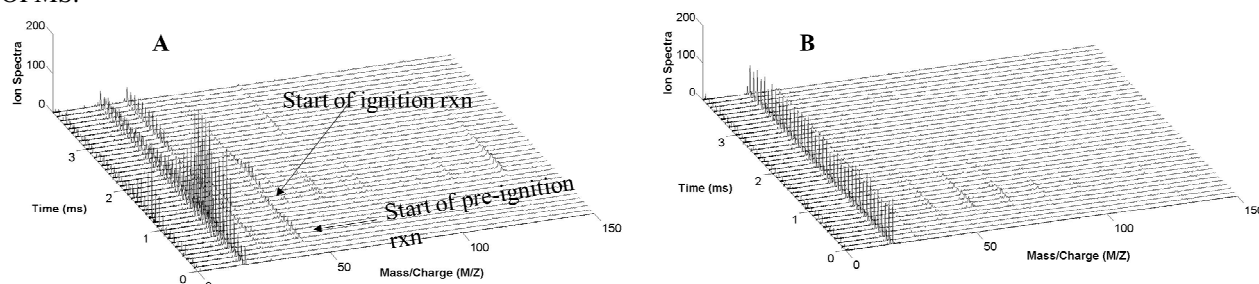 OFMS.
A
B
200
100
0
Ion Spectra
3
2
1
0
Time (ms)
0
50
100
150
Mass/Charge (M/Z)
Start of ignition rxn
Start of pre-ignition
rxn
200
100
0
Ion Spectra
3
2
1
0
Time (ms)
0
50
100
150
Mass/Charge (M/Z)